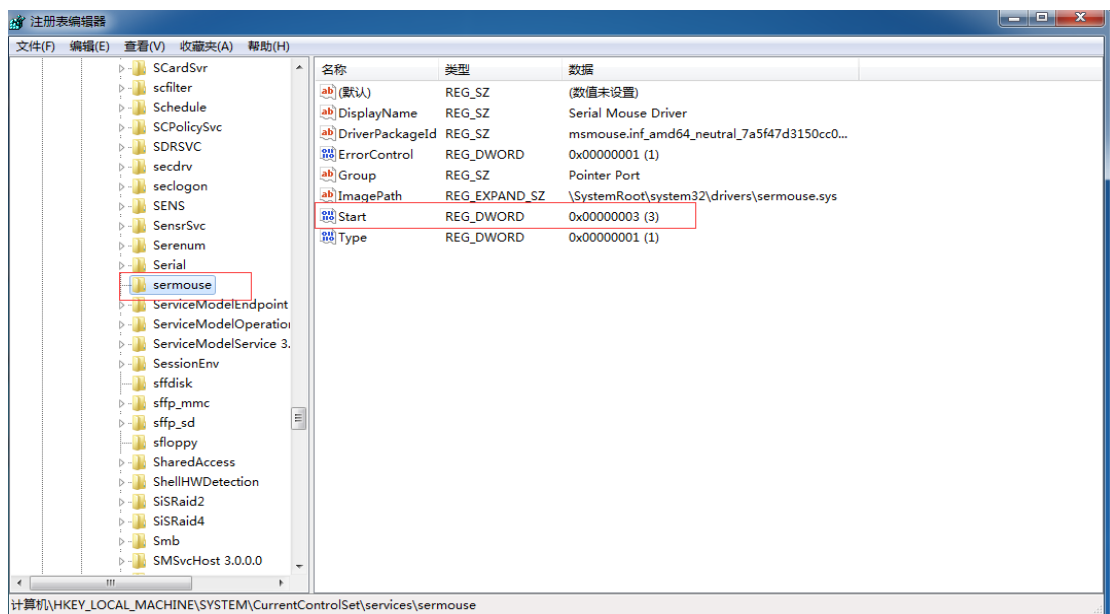 注册表编辑器
文件(F) 编辑(E) 查看(V) 收藏夹(A) 帮助(H)
SCardSvr
scfilter
Schedule
SCPolicySvc
SDRSVC
secdrv
seclogon
SENS
SensrSvc
Serenum
Serial
sermouse
ServiceModelEndpoint
ServiceModelOperation
ServiceModelService 3.
SessionEnv
sffdisk
sffp_mmc
sffp_sd
sfloppy
SharedAccess
ShellHWDetection
SiSRaid2
SiSRaid4
Smb
SMSvcHost 3.0.0.0
名称 类型 数据
(默认) REG_SZ (数值未设置)
DisplayName REG_SZ Serial Mouse Driver
DriverPackageId REG_SZ msmouse.inf_amd64_neutral_7a5f47d3150cc0...
ErrorControl REG_DWORD 0x00000001 (1)
Group REG_SZ Pointer Port
ImagePath REG_EXPAND_SZ \SystemRoot\system32\drivers\sermouse.sys
Start REG_DWORD 0x00000003 (3)
Type REG_DWORD 0x00000001 (1)
计算机\HKEY_LOCAL_MACHINE\SYSTEM\CurrentControlSet\services\sermouse